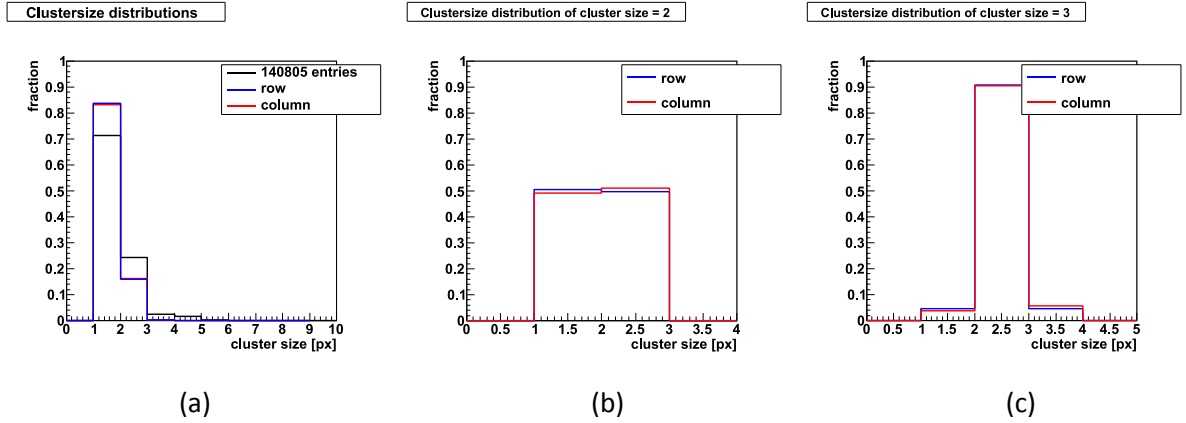 Clustersize distributions
Clustersize distribution of cluster size = 2
Clustersize distribution of cluster size = 3
fraction
1
0.9
0.8
0.7
0.6
0.5
0.4
0.3
0.2
0.1
0
140805 entries
row
column
0 1 2 3 4 5 6 7 8 9 10
cluster size [px]
fraction
1
0.9
0.8
0.7
0.6
0.5
0.4
0.3
0.2
0.1
0
row
column
0 0.5 1 1.5 2 2.5 3 3.5 4
cluster size [px]
fraction
1
0.9
0.8
0.7
0.6
0.5
0.4
0.3
0.2
0.1
0
row
column
0 0.5 1 1.5 2 2.5 3 3.5 4 4.5 5
cluster size [px]
(a)
(b)
(c)